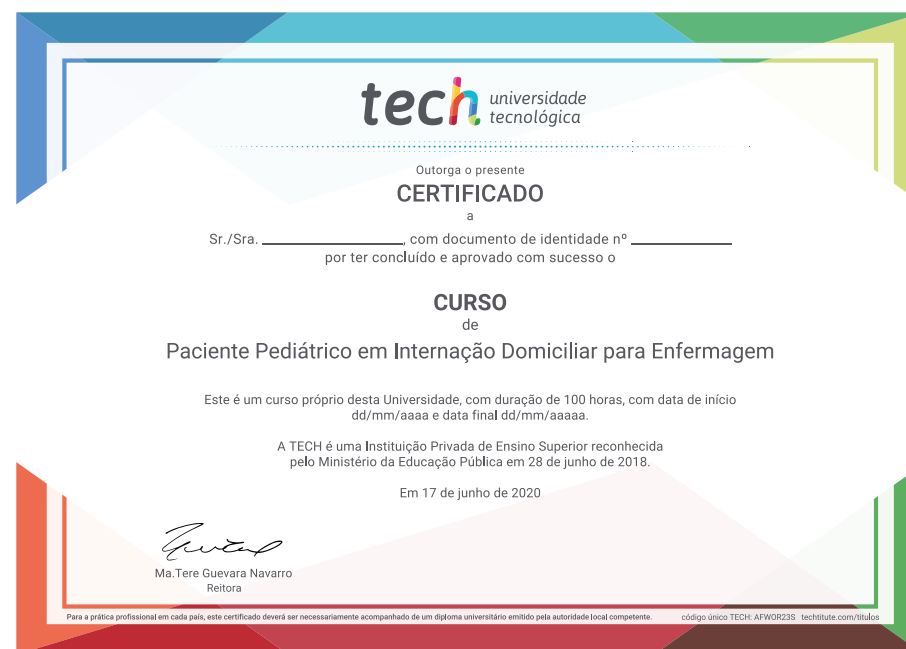 tech universidade
tecnológica
Outorga o presente
CERTIFICADO
a
Sr./Sra. ________________, com documento de identidade nº ____________
por ter concluído e aprovado com sucesso o
CURSO
de
Paciente Pediátrico em Internação Domiciliar para Enfermagem
Este é um curso próprio desta Universidade, com duração de 100 horas, com data de início
dd/mm/aaaa e data final dd/mm/aaaaa.
A TECH é uma Instituição Privada de Ensino Superior reconhecida
pelo Ministério da Educação Pública em 28 de junho de 2018.
Em 17 de junho de 2020
Ma.Tere Guevara Navarro
Reitora
Para a prática profissional em cada país, este certificado deverá ser necessariamente acompanhado de um diploma universitário emitido pela autoridade local competente. código único TECH: AFWOR23S techtitute.com/titulos